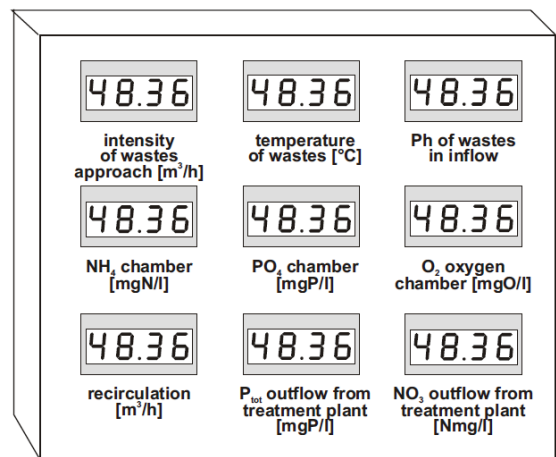 48.36 48.36 48.36
intensity temperature Ph of wastes
of wastes of wastes [°C] in inflow
approach [m³/h]
48.36 48.36 48.36
NH₄ chamber PO₄ chamber O₂ oxygen
[mgN/l] [mgP/l] chamber [mgO/l]
48.36 48.36 48.36
recirculation Pₜₒₜ outflow from NO₃ outflow from
[m³/h] treatment plant treatment plant
[mgP/l] [Nmg/l]